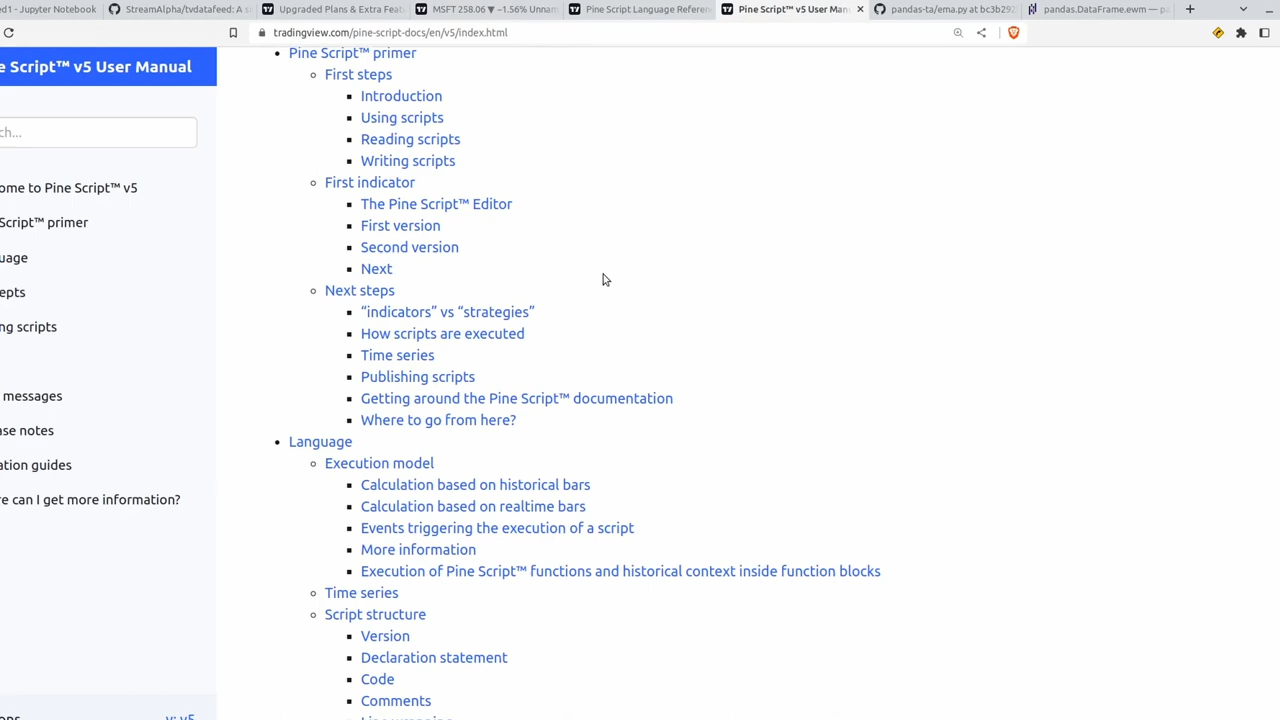 ed1 - Jupyter Notebook
StreamAlpha/tvdatafeed: A s
Upgraded Plans & Extra Feat
MSFT 258.06 ▼ −1.56% Unnam
Pine Script Language Referen
Pine Script™ v5 User Man
pandas-ta/ema.py at bc3b292
pandas.DataFrame.ewm — pa
tradingview.com/pine-script-docs/en/v5/index.html
e Script™ v5 User Manual
ch...
ome to Pine Script™ v5
Script™ primer
uage
epts
ng scripts
messages
ase notes
ation guides
re can I get more information?
ons
v: v5
Pine Script™ primer
First steps
Introduction
Using scripts
Reading scripts
Writing scripts
First indicator
The Pine Script™ Editor
First version
Second version
Next
Next steps
“indicators” vs “strategies”
How scripts are executed
Time series
Publishing scripts
Getting around the Pine Script™ documentation
Where to go from here?
Language
Execution model
Calculation based on historical bars
Calculation based on realtime bars
Events triggering the execution of a script
More information
Execution of Pine Script™ functions and historical context inside function blocks
Time series
Script structure
Version
Declaration statement
Code
Comments
Line wrapping